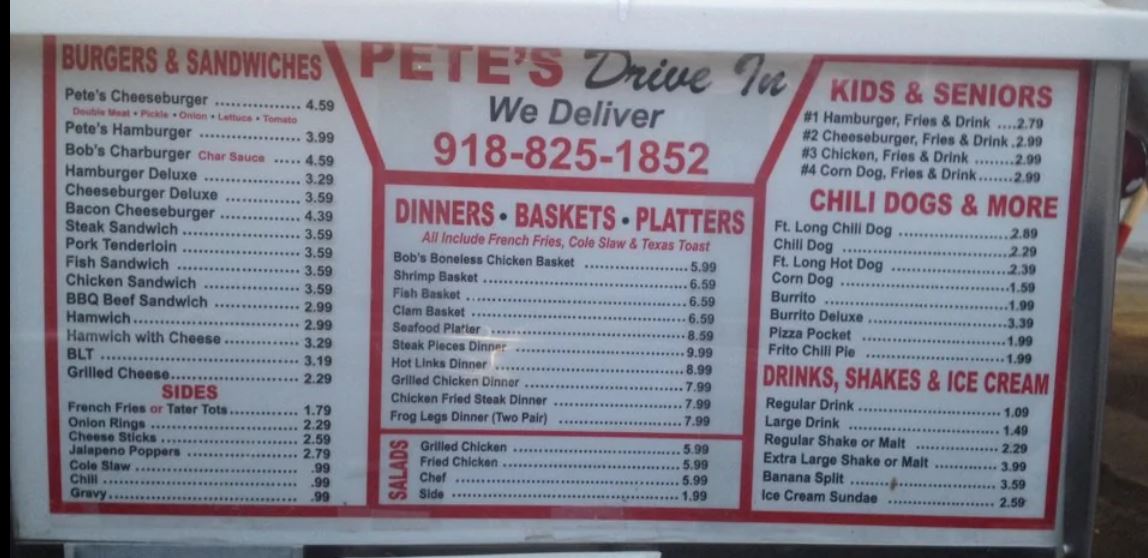 BURGERS & SANDWICHES
Pete's Cheeseburger ................ 4.59
Double Meat • Pickle • Onion • Lettuce • Tomato
Pete's Hamburger .................. 3.99
Bob's Charburger Char Sauce ..... 4.59
Hamburger Deluxe .................. 3.29
Cheeseburger Deluxe .............. 3.59
Bacon Cheeseburger ............... 4.39
Steak Sandwich ..................... 3.59
Pork Tenderloin ..................... 3.59
Fish Sandwich ...................... 3.59
Chicken Sandwich .................. 3.59
BBQ Beef Sandwich ................ 2.99
Hamwich ............................. 2.99
Hamwich with Cheese ............. 3.29
BLT ................................... 3.19
Grilled Cheese ...................... 2.29
SIDES
French Fries or Tater Tots ............ 1.79
Onion Rings ......................... 2.29
Cheese Sticks ....................... 2.59
Jalapeno Poppers .................. 2.79
Cole Slaw ............................ .99
Chili ................................... .99
Gravy .................................. .99
PETE'S Drive In
We Deliver
918-825-1852
DINNERS • BASKETS • PLATTERS
All Include French Fries, Cole Slaw & Texas Toast
Bob's Boneless Chicken Basket .................. 5.99
Shrimp Basket .................................... 6.59
Fish Basket ....................................... 6.59
Clam Basket ...................................... 6.59
Seafood Platter ................................... 8.59
Steak Pieces Dinner .............................. 9.99
Hot Links Dinner ................................. 8.99
Grilled Chicken Dinner .......................... 7.99
Chicken Fried Steak Dinner ..................... 7.99
Frog Legs Dinner (Two Pair) .................... 7.99
SALADS
Grilled Chicken ............................. 5.99
Fried Chicken ............................... 5.99
Chef .......................................... 5.99
Side .......................................... 1.99
KIDS & SENIORS
#1 Hamburger, Fries & Drink ....2.79
#2 Cheeseburger, Fries & Drink .2.99
#3 Chicken, Fries & Drink ........2.99
#4 Corn Dog, Fries & Drink.......2.99
CHILI DOGS & MORE
Ft. Long Chili Dog .....................2.89
Chili Dog ...............................2.29
Ft. Long Hot Dog .....................2.39
Corn Dog ..............................1.59
Burrito .................................1.99
Burrito Deluxe ........................3.39
Pizza Pocket ..........................1.99
Frito Chili Pie .........................1.99
DRINKS, SHAKES & ICE CREAM
Regular Drink ........................ 1.09
Large Drink ........................... 1.49
Regular Shake or Malt .............. 2.29
Extra Large Shake or Malt .......... 3.99
Banana Split .......................... 3.59
Ice Cream Sundae ................... 2.59